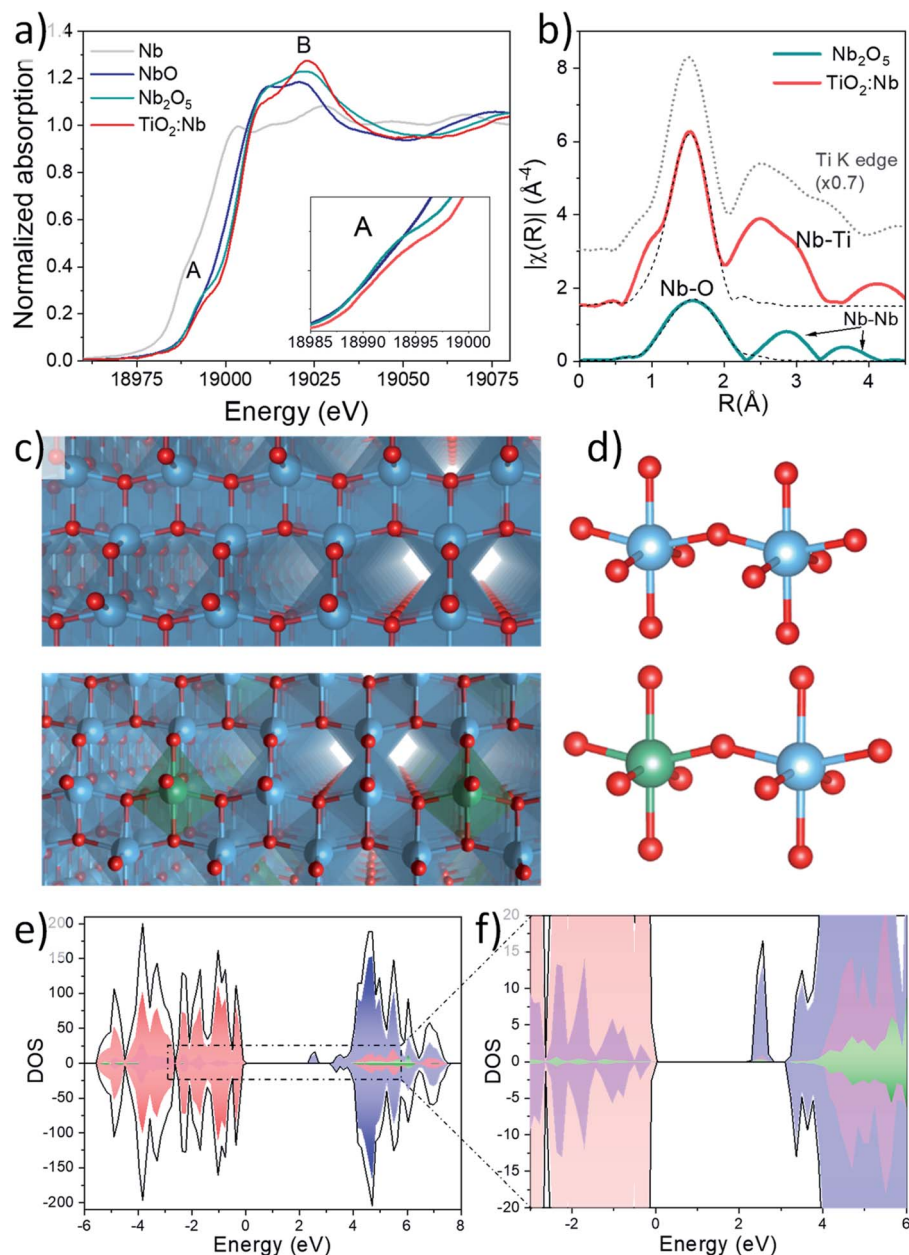 a)
Nb
NbO
Nb₂O₅
TiO₂:Nb
B
A
A
1.4
1.2
1.0
0.8
0.6
0.4
0.2
0.0
18985 18990 18995 19000
18975 19000 19025 19050 19075
Energy (eV)
Normalized absorption
b)
Nb₂O₅
TiO₂:Nb
Ti K edge
(x0.7)
Nb-Ti
Nb-O
Nb-Nb
8
6
4
2
0
0 1 2 3 4
R(Å)
|χ(R)| (Å⁻⁴)
c)
d)
e)
200
150
100
50
0
-50
-100
-150
-200
-6 -4 -2 0 2 4 6 8
Energy (eV)
DOS
f)
20
15
10
5
0
-5
-10
-15
-20
-2 0 2 4 6
Energy (eV)
DOS